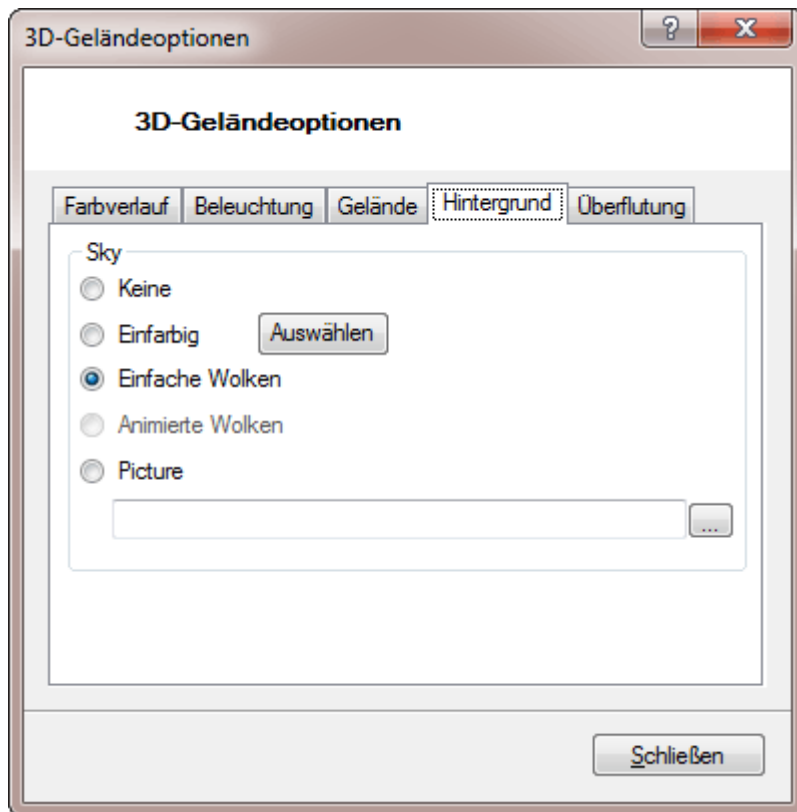 3D-Geländeoptionen
3D-Geländeoptionen
Farbverlauf Beleuchtung Gelände Hintergrund Überflutung
Sky
Keine
Einfarbig Auswählen
Einfache Wolken
Animierte Wolken
Picture
...
Schließen